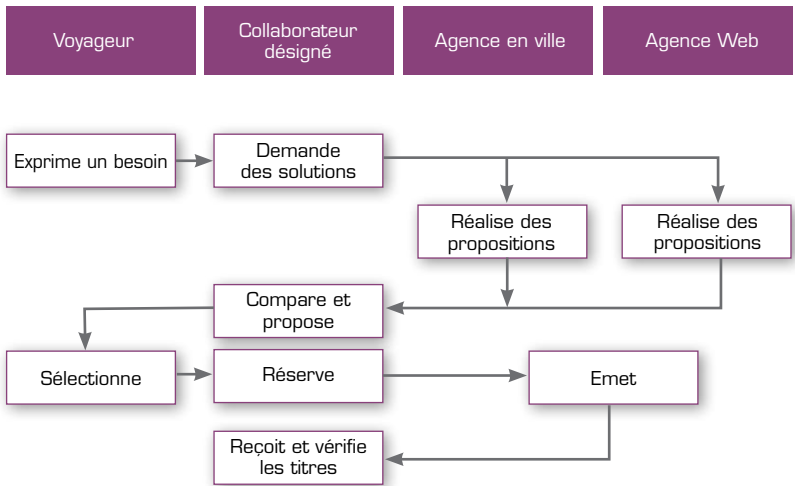 Voyageur
Collaborateur
désigné
Agence en ville
Agence Web
Exprime un besoin
Demande
des solutions
Réalise des
propositions
Réalise des
propositions
Compare et
propose
Sélectionne
Réserve
Emet
Reçoit et vérifie
les titres